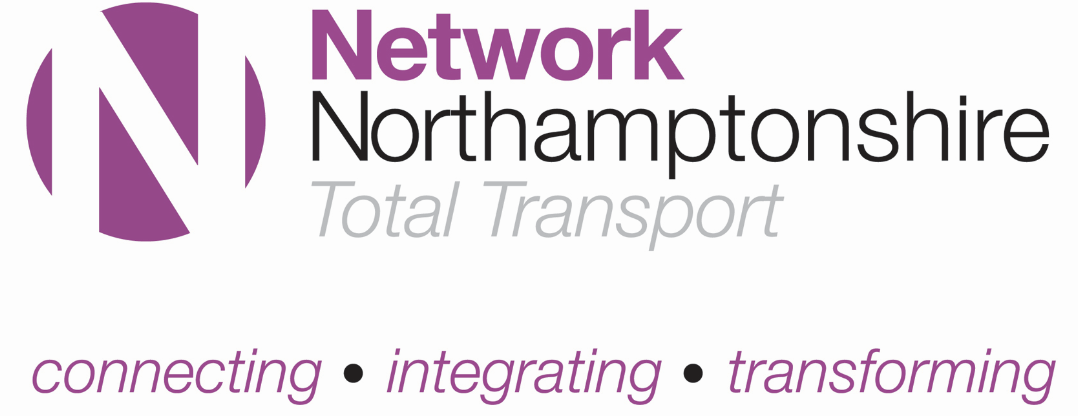 N
Network
Northamptonshire
Total Transport
connecting • integrating • transforming